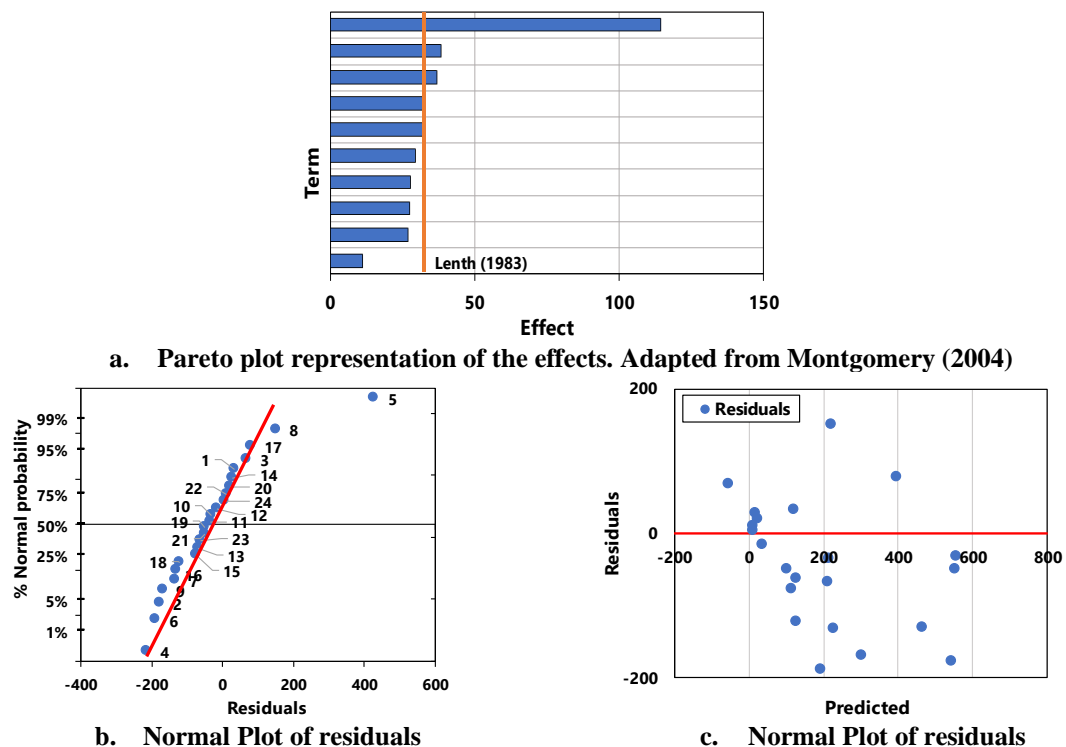 Term
Lenth (1983)
0 50 100 150
Effect
a. Pareto plot representation of the effects. Adapted from Montgomery (2004)
% Normal probability
99%
95%
75%
50%
25%
5%
1%
5
8
17
1 3
14
22 20
24
10 12
19 11
21 23
13
18 15
16
7
9
2
6
4
-400 -200 0 200 400 600
Residuals
b. Normal Plot of residuals
Residuals
200
0
-200
Residuals
-200 0 200 400 600 800
Predicted
c. Normal Plot of residuals